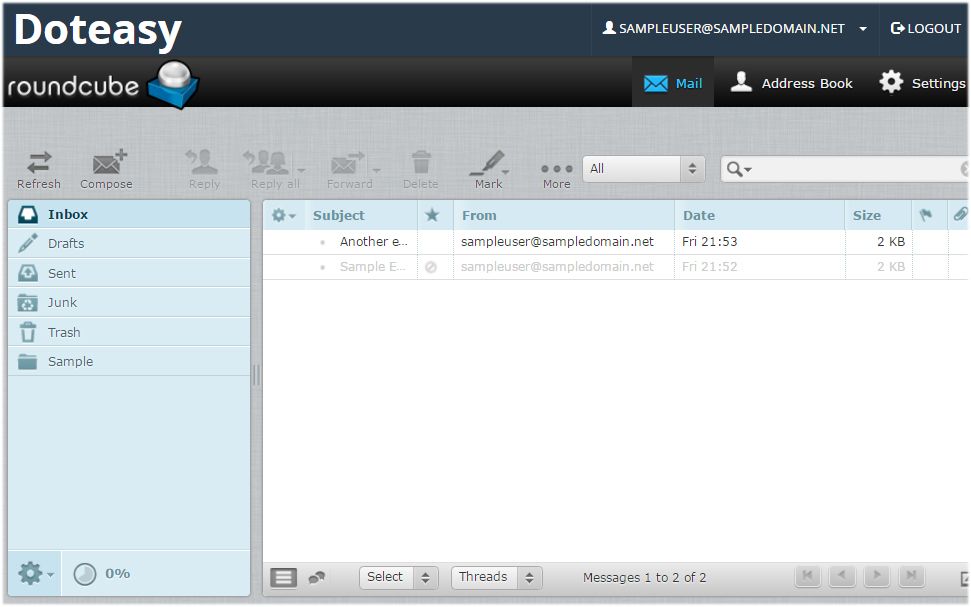 Doteasy
SAMPLEUSER@SAMPLEDOMAIN.NET LOGOUT
roundcube Mail Address Book Settings
Refresh Compose Reply Reply all Forward Delete Mark More All
Inbox
Drafts
Sent
Junk
Trash
Sample
Subject From Date Size
Another e... sampleuser@sampledomain.net Fri 21:53 2 KB
Sample E... sampleuser@sampledomain.net Fri 21:52 2 KB
0% Select Threads Messages 1 to 2 of 2